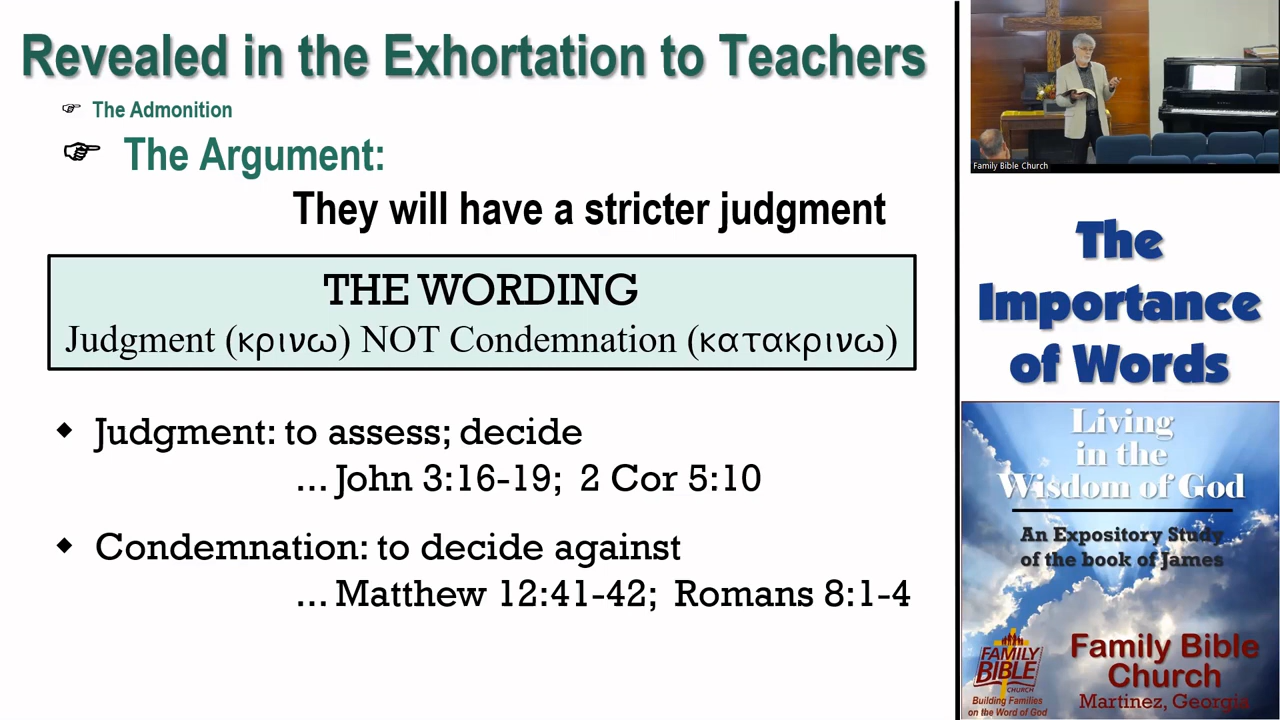 Revealed in the Exhortation to Teachers
The Admonition
The Argument:
They will have a stricter judgment
THE WORDING
Judgment (κρινω) NOT Condemnation (κατακρινω)
Judgment: to assess; decide
... John 3:16-19; 2 Cor 5:10
Condemnation: to decide against
... Matthew 12:41-42; Romans 8:1-4
Family Bible Church
The
Importance
of Words
Living
in the
Wisdom of God
An Expository Study
of the book of James
FAMILY
BIBLE
CHURCH
Building Families
on the Word of God
Family Bible
Church
Martinez, Georgia